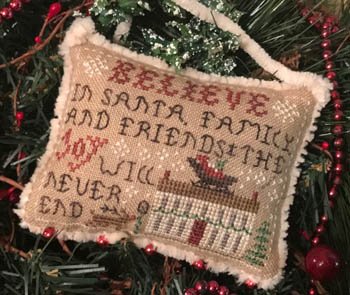 BELIEVE
IN SANTA FAMILY
AND FRIENDS & THE
JOY WILL
NEVER
END